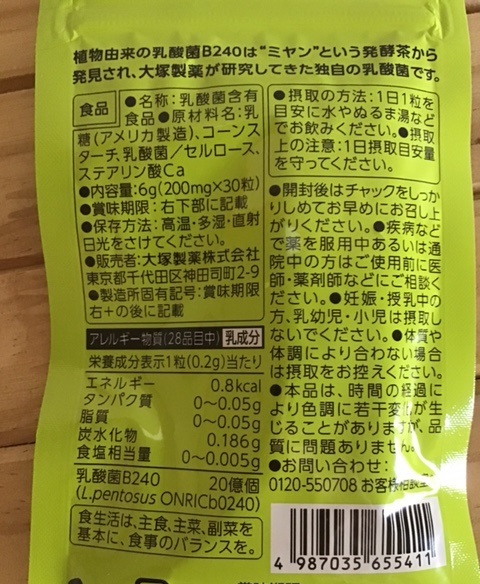 植物由来の乳酸菌B240は"ミヤン"という発酵茶から
発見され、大塚製薬が研究してきた独自の乳酸菌です。
食品
●名称:乳酸菌含有
食品●原材料名:乳
糖(アメリカ製造)、コーンス
ターチ、乳酸菌/セルロース、
ステアリン酸Ca
●内容量:6g(200mg×30粒)
●賞味期限:右下部に記載
●保存方法:高温・多湿・直射
日光をさけてください。
●販売者:大塚製薬株式会社
東京都千代田区神田司町2-9
●製造所固有記号:賞味期限
右+の後に記載
アレルギー物質(28品目中) 乳成分
栄養成分表示1粒(0.2g)当たり
エネルギー 0.8kcal
タンパク質 0〜0.05g
脂質 0〜0.05g
炭水化物 0.186g
食塩相当量 0〜0.005g
乳酸菌B240 20億個
(L.pentosus ONRICb0240)
食生活は、主食、主菜、副菜を
基本に、食事のバランスを。
●摂取の方法:1日1粒を
目安に水やぬるま湯など
でお飲みください。●摂取
上の注意:1日摂取目安量
を守ってください。
●開封後はチャックをしっか
りしめてお早めにお召し上
がりください。●疾病など
で薬を服用中あるいは通
院中の方はご使用前に医
師・薬剤師などにご相談く
ださい。●妊娠・授乳中の
方、乳幼児・小児は摂取し
ないでください。●体質や
体調により合わない場合
は摂取をお控えください。
●本品は、時間の経過に
より色調に若干変化が生
じることがありますが、品
質に問題ありません。
●お問い合わせ:
0120-550708 お客様相談室
4 987035 655411